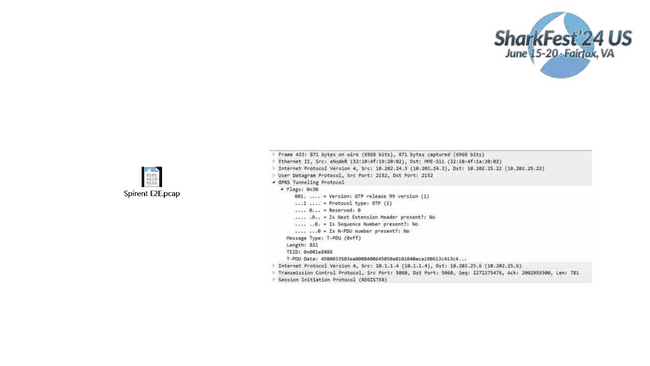 SharkFest'24 US
June 15-20 · Fairfax, VA
Spirent E2E.pcap
> Frame 435: 871 bytes on wire (6968 bits), 871 bytes captured (6968 bits)
> Ethernet II, Src: eNodeB (32:10:4f:19:20:02), Dst: MME-S11 (32:10:4f:1a:20:02)
> Internet Protocol Version 4, Src: 10.202.24.3 (10.202.24.3), Dst: 10.202.25.22 (10.202.25.22)
> User Datagram Protocol, Src Port: 2152, Dst Port: 2152
GPRS Tunneling Protocol
Flags: 0x30
001. .... = Version: GTP release 99 version (1)
...1 .... = Protocol type: GTP (1)
.... 0... = Reserved: 0
.... .0.. = Is Next Extension Header present?: No
.... ..0. = Is Sequence Number present?: No
.... ...0 = Is N-PDU number present?: No
Message Type: T-PDU (0xff)
Length: 821
TEID: 0x001e8406
T-PDU Data:
> Internet Protocol Version 4, Src: 10.1.1.4 (10.1.1.4), Dst: 10.202.25.6 (10.202.25.6)
> Transmission Control Protocol, Src Port: 5060, Dst Port: 5060, Seq: 2272275476, Ack: 2002959300, Len: 781
> Session Initiation Protocol (REGISTER)